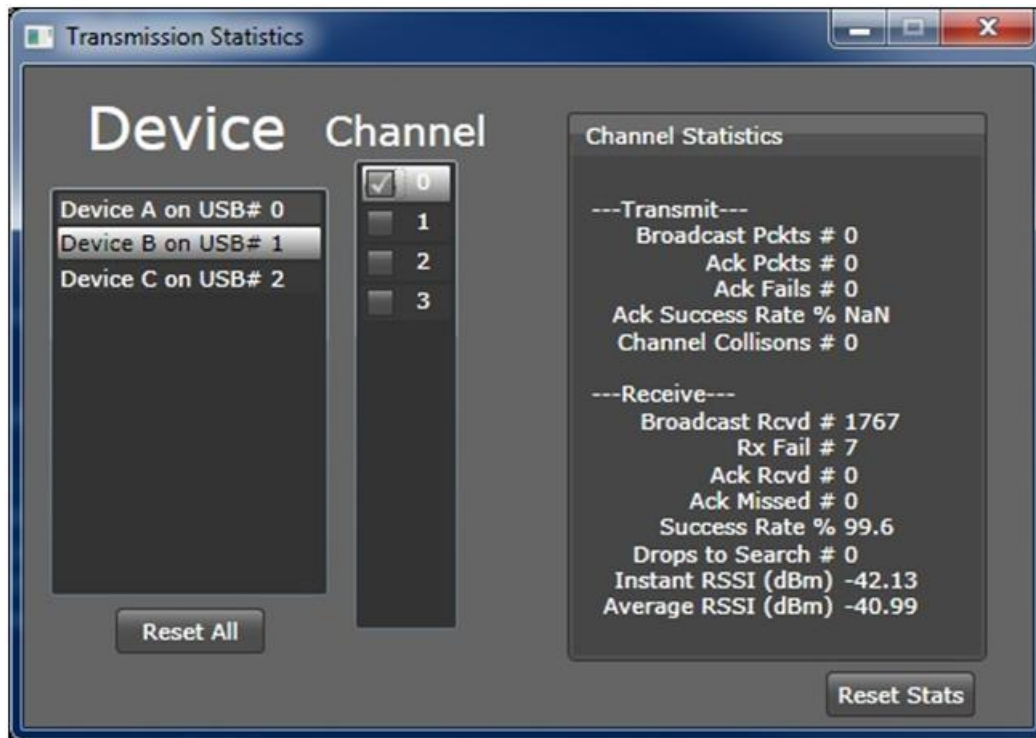 Transmission Statistics
Device
Device A on USB# 0
Device B on USB# 1
Device C on USB# 2
Reset All
Channel
0
1
2
3
Channel Statistics
---Transmit---
Broadcast Pckts # 0
Ack Pckts # 0
Ack Fails # 0
Ack Success Rate % NaN
Channel Collisons # 0
---Receive---
Broadcast Rcvd # 1767
Rx Fail # 7
Ack Rcvd # 0
Ack Missed # 0
Success Rate % 99.6
Drops to Search # 0
Instant RSSI (dBm) -42.13
Average RSSI (dBm) -40.99
Reset Stats